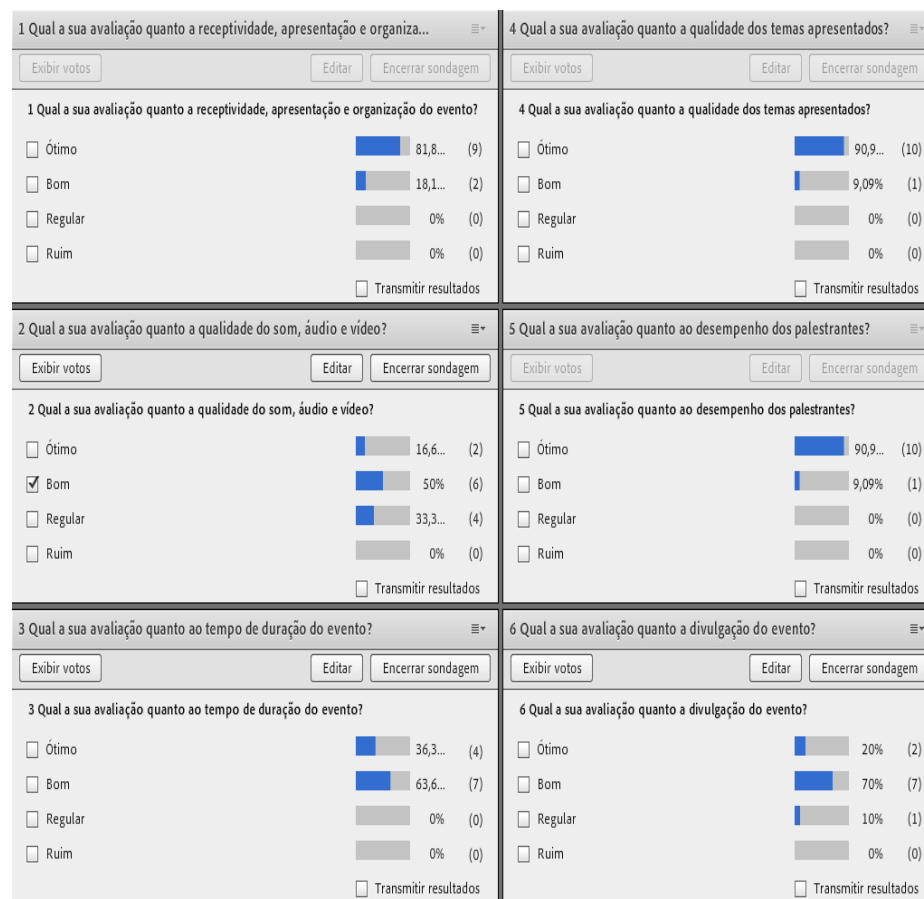 1 Qual a sua avaliação quanto a receptividade, apresentação e organiza...
Exibir votos Editar Encerrar sondagem
1 Qual a sua avaliação quanto a receptividade, apresentação e organização do evento?
Ótimo 81,8... (9)
Bom 18,1... (2)
Regular 0% (0)
Ruim 0% (0)
Transmitir resultados
2 Qual a sua avaliação quanto a qualidade do som, áudio e vídeo?
Exibir votos Editar Encerrar sondagem
2 Qual a sua avaliação quanto a qualidade do som, áudio e vídeo?
Ótimo 16,6... (2)
Bom 50% (6)
Regular 33,3... (4)
Ruim 0% (0)
Transmitir resultados
3 Qual a sua avaliação quanto ao tempo de duração do evento?
Exibir votos Editar Encerrar sondagem
3 Qual a sua avaliação quanto ao tempo de duração do evento?
Ótimo 36,3... (4)
Bom 63,6... (7)
Regular 0% (0)
Ruim 0% (0)
Transmitir resultados
4 Qual a sua avaliação quanto a qualidade dos temas apresentados?
Exibir votos Editar Encerrar sondagem
4 Qual a sua avaliação quanto a qualidade dos temas apresentados?
Ótimo 90,9... (10)
Bom 9,09% (1)
Regular 0% (0)
Ruim 0% (0)
Transmitir resultados
5 Qual a sua avaliação quanto ao desempenho dos palestrantes?
Exibir votos Editar Encerrar sondagem
5 Qual a sua avaliação quanto ao desempenho dos palestrantes?
Ótimo 90,9... (10)
Bom 9,09% (1)
Regular 0% (0)
Ruim 0% (0)
Transmitir resultados
6 Qual a sua avaliação quanto a divulgação do evento?
Exibir votos Editar Encerrar sondagem
6 Qual a sua avaliação quanto a divulgação do evento?
Ótimo 20% (2)
Bom 70% (7)
Regular 10% (1)
Ruim 0% (0)
Transmitir resultados